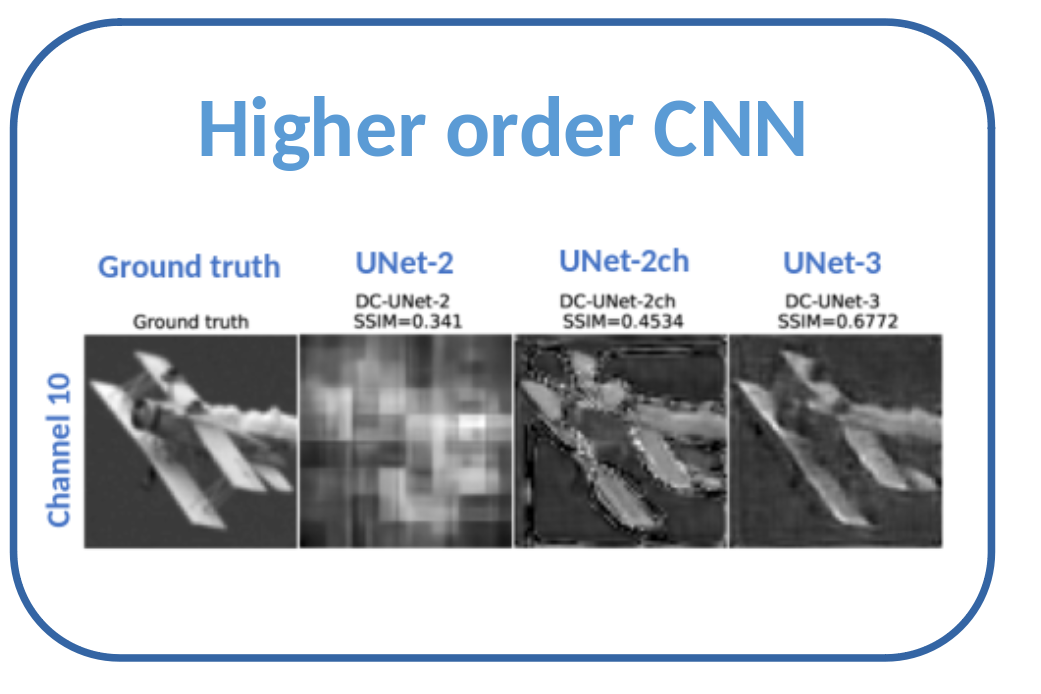 Higher order CNN
Ground truth
UNet-2
UNet-2ch
UNet-3
Ground truth
DC-UNet-2
SSIM=0.341
DC-UNet-2ch
SSIM=0.4534
DC-UNet-3
SSIM=0.6772
Channel 10